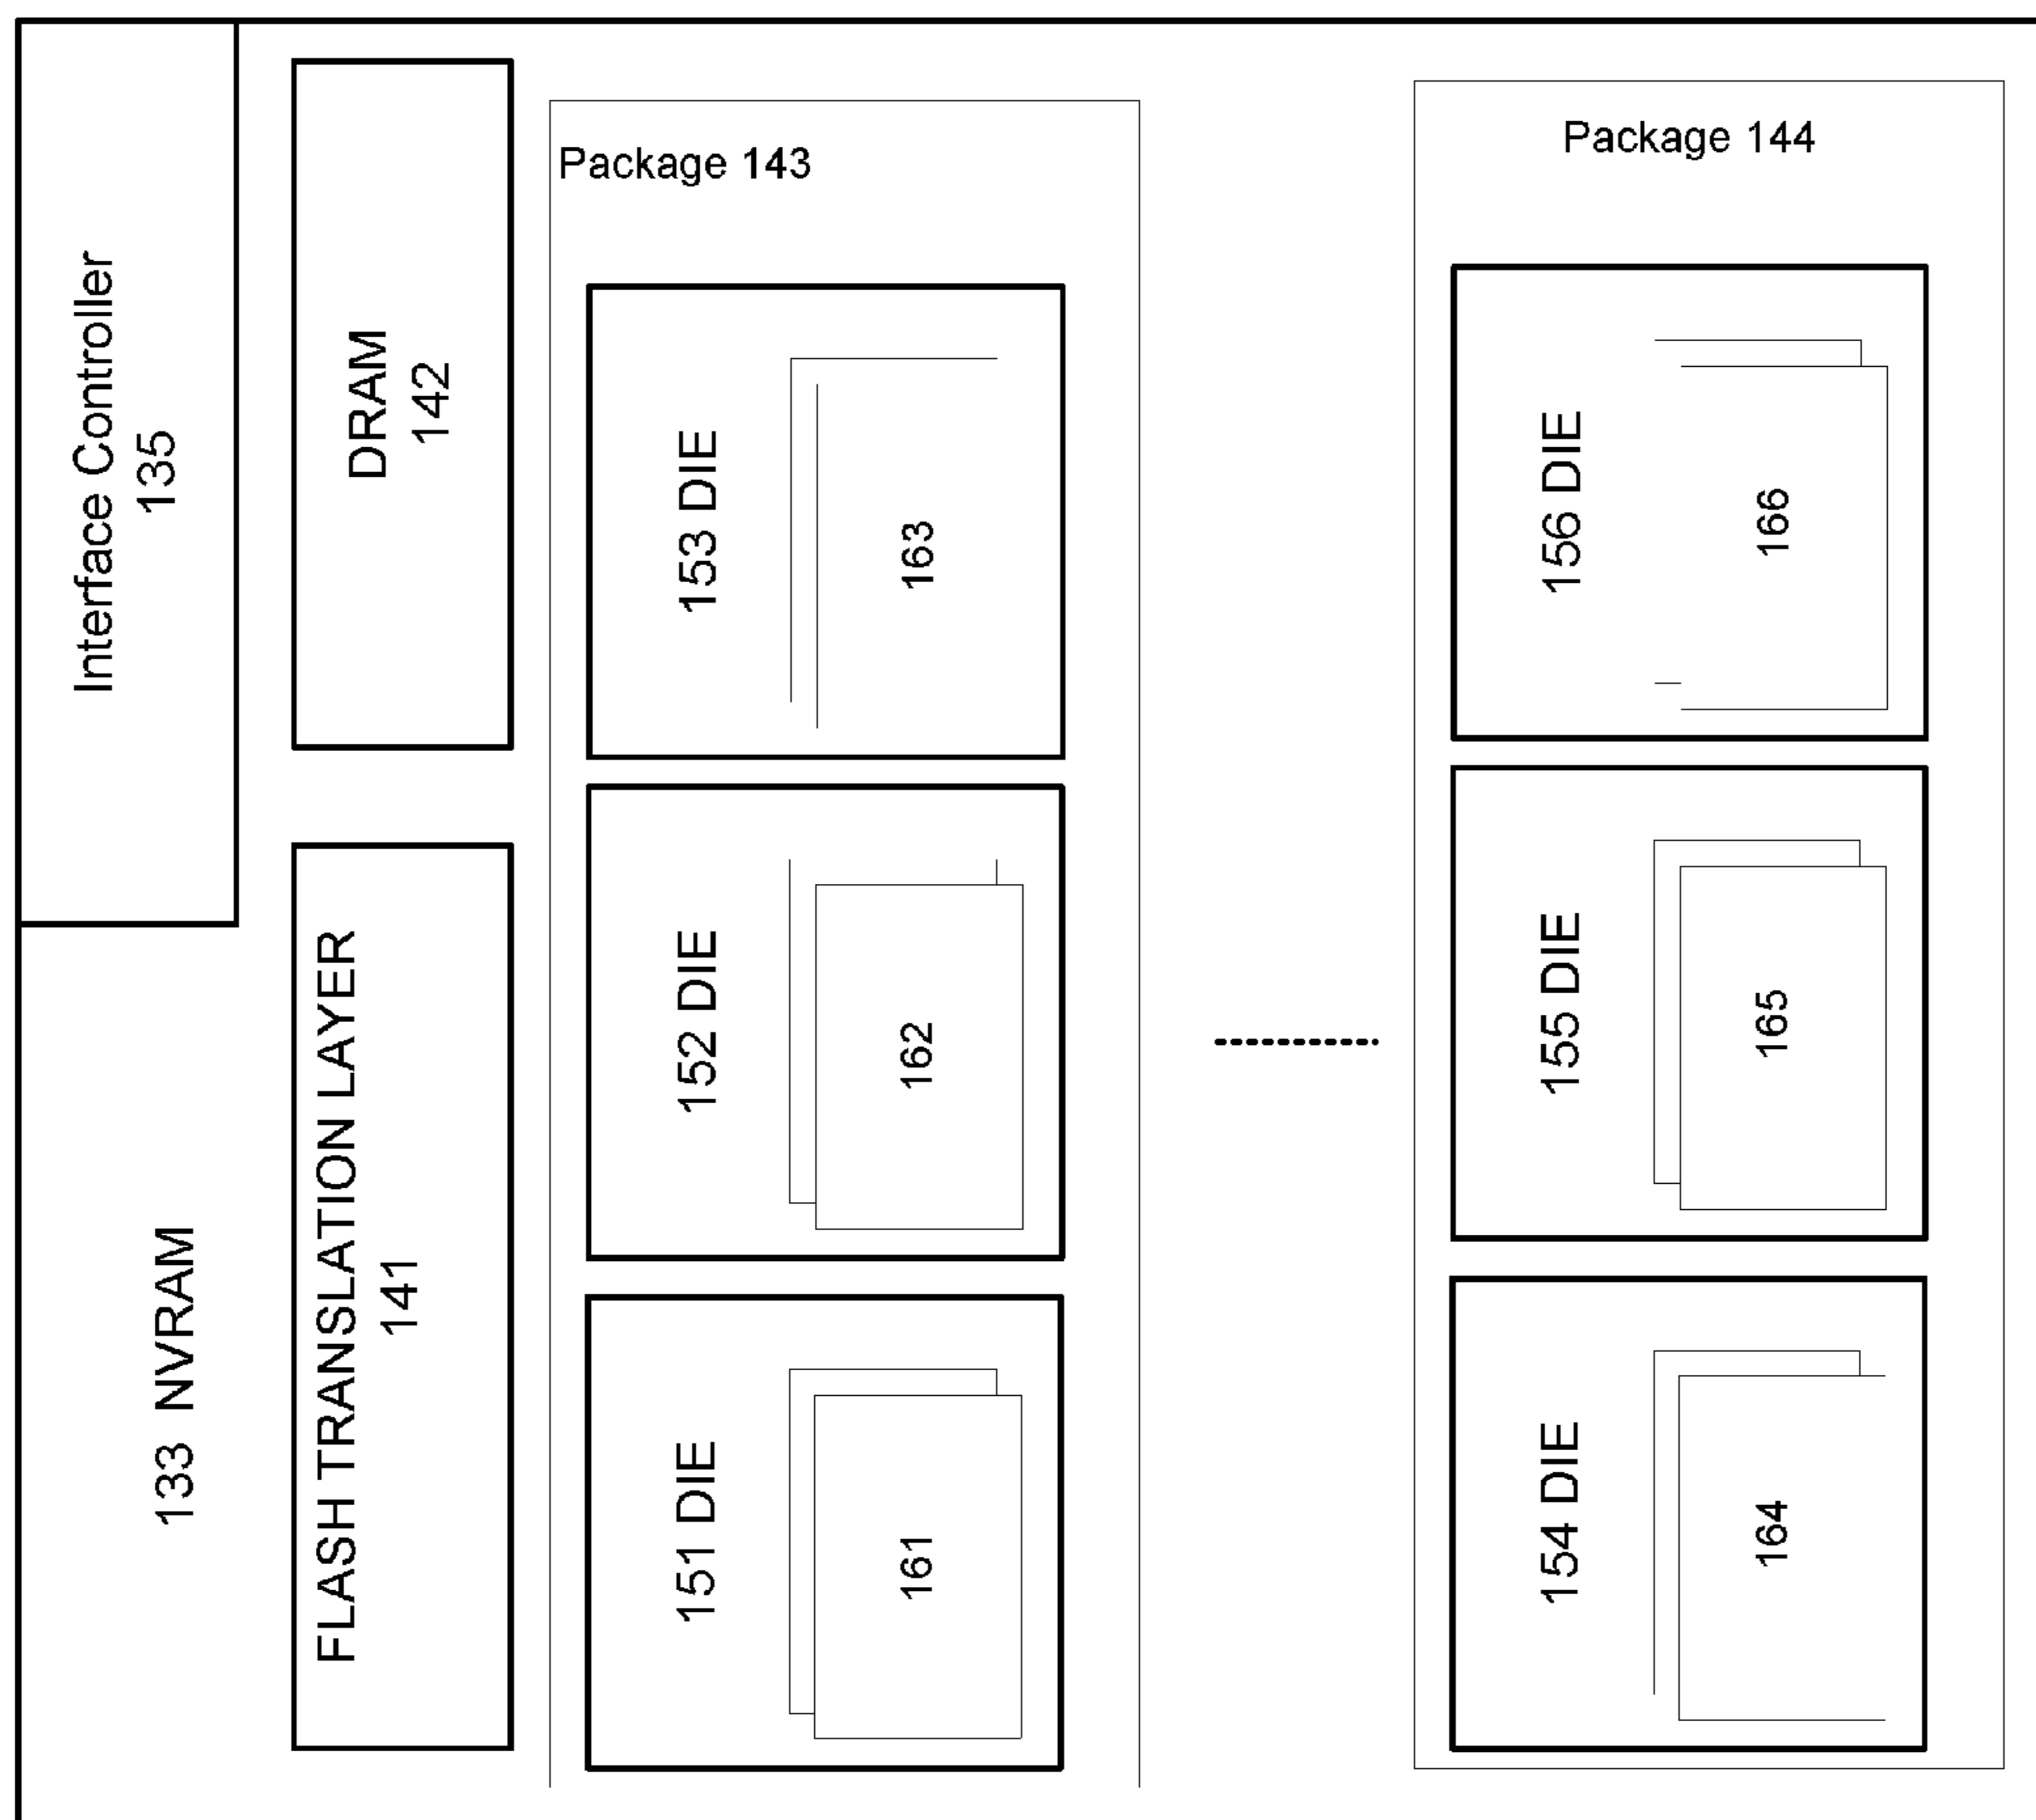 Interface Controller
135
133 NVRAM
DRAM
142
FLASH TRANSLATION LAYER
141
Package 143
153 DIE
163
152 DIE
162
151 DIE
161
Package 144
156 DIE
166
155 DIE
165
154 DIE
164